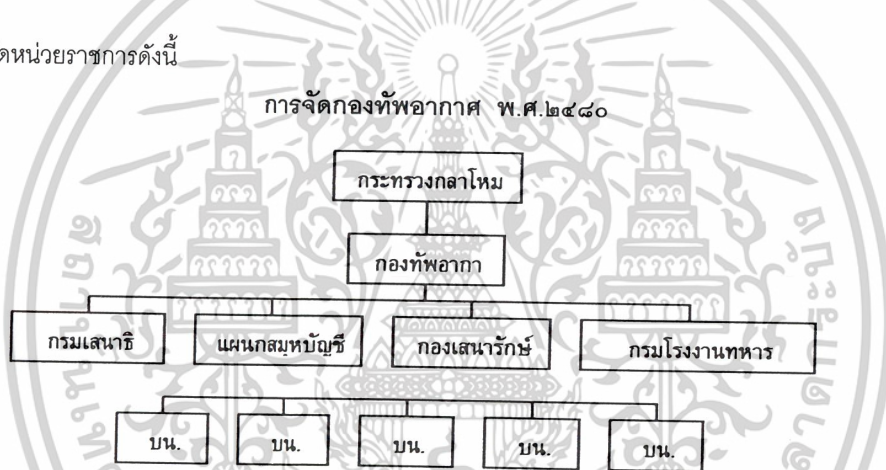 ดหน่วยราชการดังนี้
การจัดกองทัพอากาศ พ.ศ.๒๔๘๐
กระทรวงกลาโหม
กองทัพอากา
กรมเสนาธิ
แผนกสมุหบัญชี
กองเสนารักษ์
กรมโรงงานทหาร
บน.
บน.
บน.
บน.
บน.